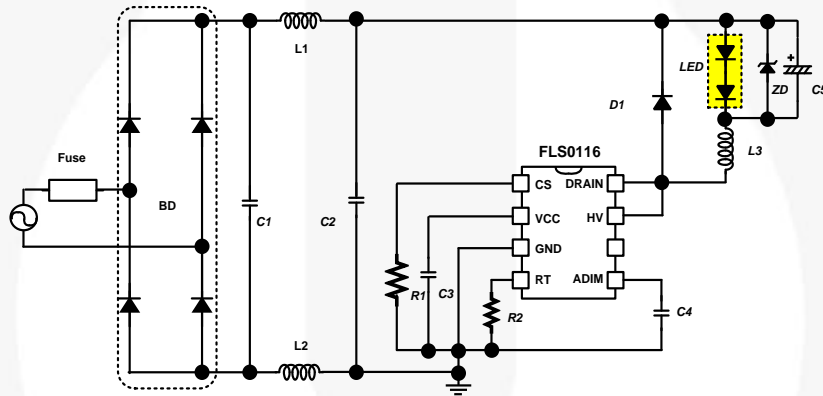 L1
LED
ZD
C5
+
D1
L3
Fuse
FLS0116
CS
DRAIN
BD
C1
C2
VCC
HV
GND
RT
ADIM
R1
C3
R2
C4
L2